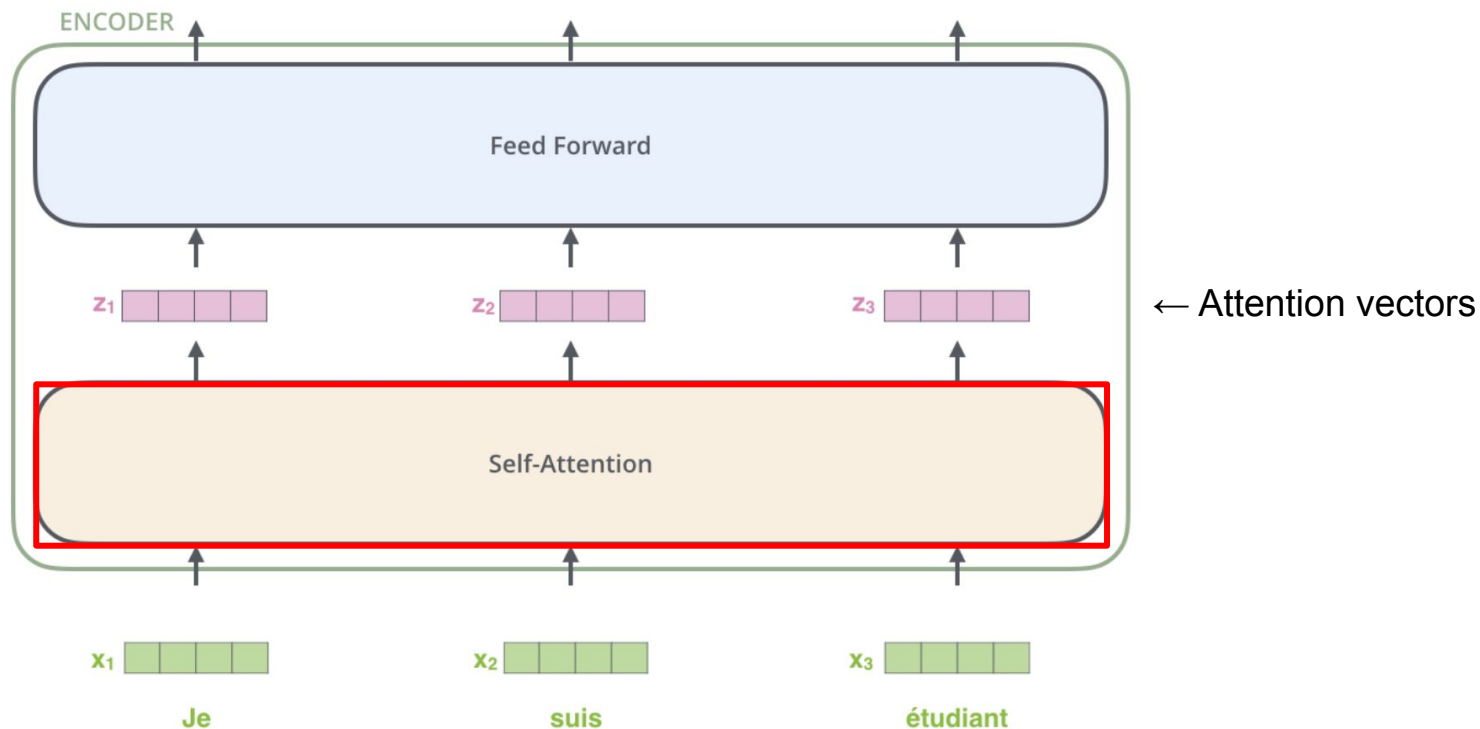 ENCODER
Feed Forward
z₁ z₂ z₃ ← Attention vectors
Self-Attention
x₁ x₂ x₃
Je suis étudiant